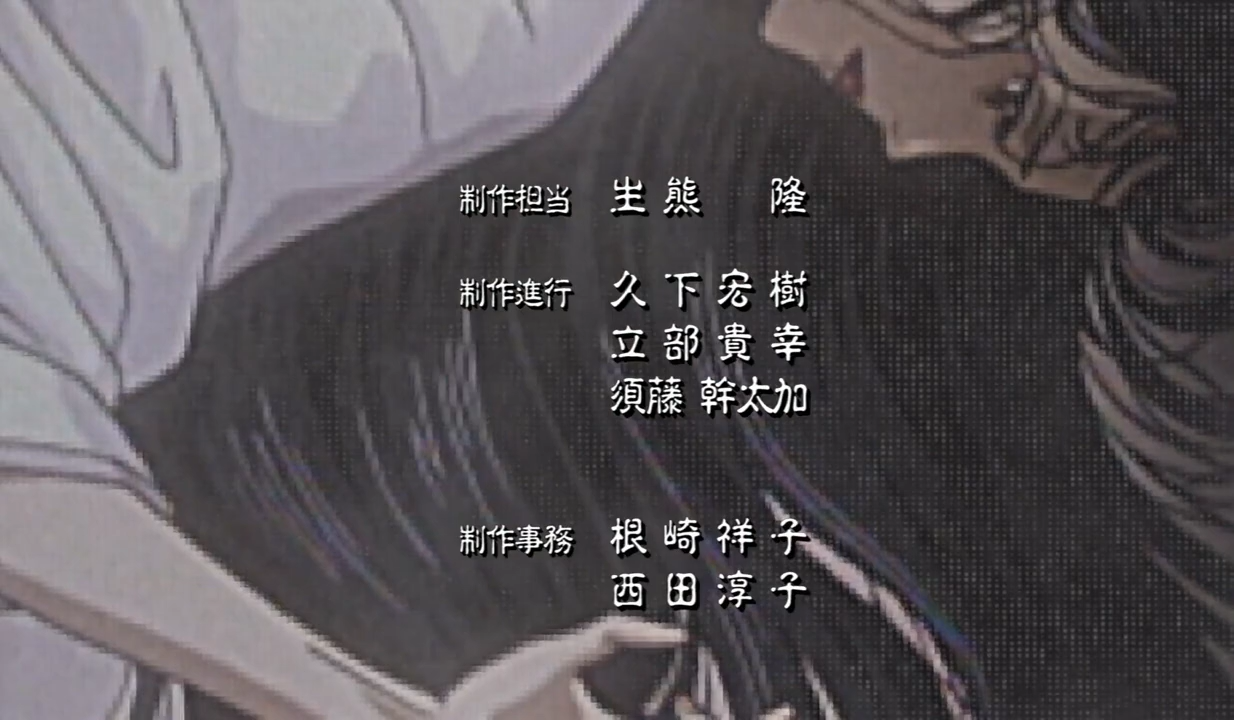 制作担当 生熊 隆
制作進行 久下宏樹
立部貴幸
須藤 幹太加
制作事務 根崎祥子
西田淳子